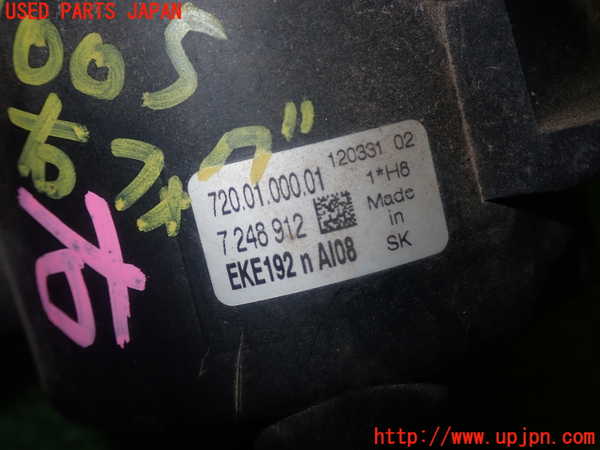 USED PARTS JAPAN
005
右フォグ
720.01.000.01
120331 02
7 248 912
1*H6
Made
in
SK
EKE192 n AI08
http://www.upjpn.com/